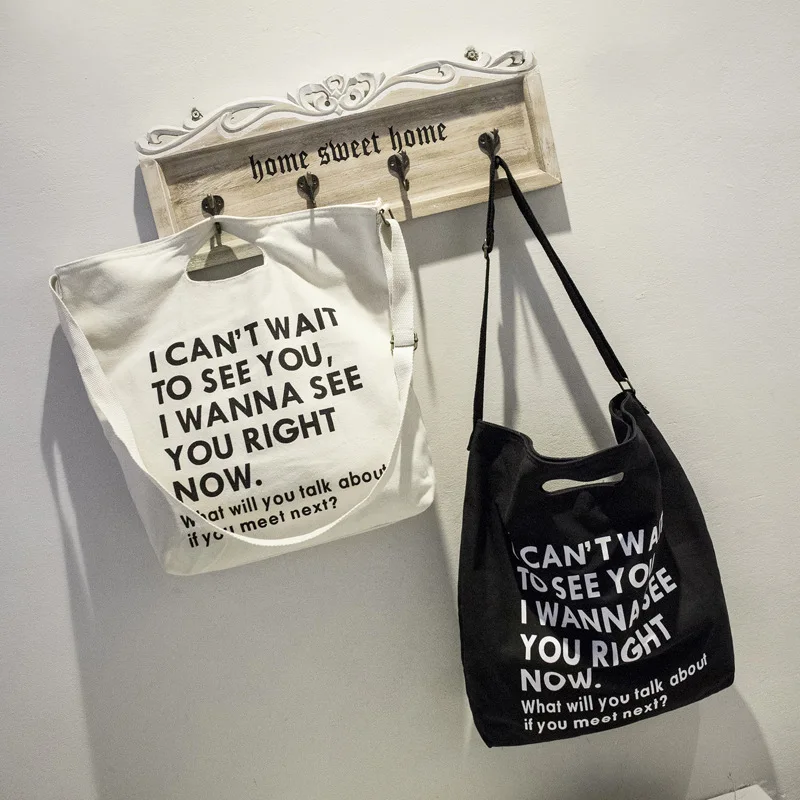 home sweet home
I CAN'T WAIT
TO SEE YOU,
I WANNA SEE
YOU RIGHT
NOW.
What will you talk about
if you meet next?
I CAN'T WA
TO SEE YOU
I WANNA SEE
YOU RIGHT
NOW.
What will you talk about
if you meet next?